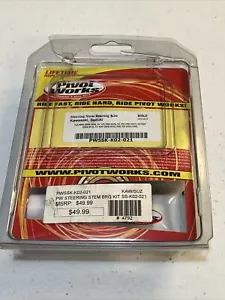 LIFETIME
PIVOT WORKS
RIDE FAST, RIDE HARD, RIDE PIVOT WORKS!
Steering Stem Bearing Kits
Kawasaki, Suzuki
PWSSK-K02-021
WWW.PIVOTWORKS.COM
PWSSK-K02-021 KAW/SUZ
PW STEERING STEM BRG KIT SS-K02-021
MSRP: $49.99
$49.99
# 4792